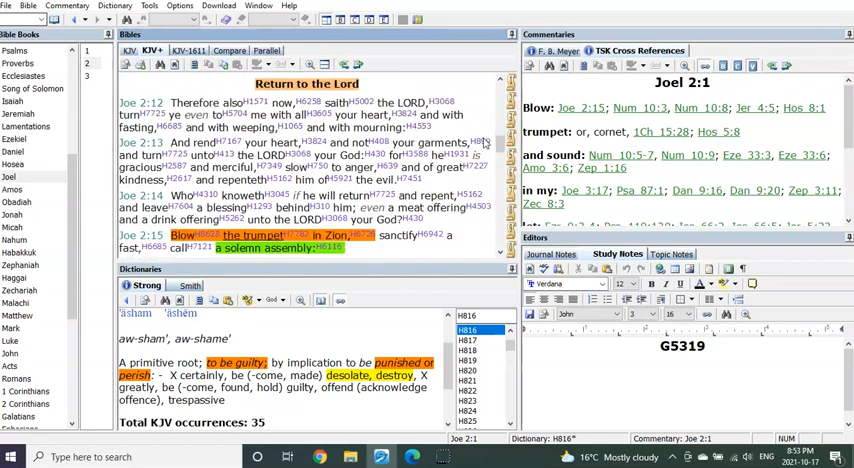 File Bible Commentary Dictionary Tools Options Download Window Help
Bible Books
Psalms 1
Proverbs 2
Ecclesiastes 3
Song of Solomon
Isaiah
Jeremiah
Lamentations
Ezekiel
Daniel
Hosea
Joel
Amos
Obadiah
Jonah
Micah
Nahum
Habakkuk
Zephaniah
Haggai
Zechariah
Malachi
Matthew
Mark
Luke
John
Acts
Romans
1 Corinthians
2 Corinthians
Galatians
Bibles
KJV KJV+ KJV-1611 Compare Parallel
Return to the Lord
Joe 2:12 Therefore also H1571 now, H6258 saith H5002 the LORD, H3068
turn H7725 ye even to H5704 me with all H3605 your heart, H3824 and with
fasting, H6685 and with weeping, H1065 and with mourning: H4553
Joe 2:13 And rend H7167 your heart, H3824 and not H408 your garments,
and turn H7725 unto H413 the LORD H3068 your God: H430 for H3588 he H1931 is
gracious H2587 and merciful, H7349 slow H750 to anger, H639 and of great H7227
kindness, H2617 and repenteth H5162 him of H5921 the evil. H7451
Joe 2:14 Who H4310 knoweth H3045 if he will return H7725 and repent, H5162
and leave H7604 a blessing H1293 behind H310 him; even a meat offering H4503
and a drink offering H5262 unto the LORD H3068 your God? H430
Joe 2:15 Blow H8628 the trumpet H7782 in Zion, H6726 sanctify H6942 a
fast, H6685 call H7121 a solemn assembly: H6116
Dictionaries
Strong Smith
'âsham 'âshêm
aw-sham', aw-shame'
A primitive root; to be guilty; by implication to be punished or
perish: - X certainly, be (-come, made) desolate, destroy, X
greatly, be (-come, found, hold) guilty, offend (acknowledge
offence), trespassive
Total KJV occurrences: 35
H816
H816
H817
H818
H819
H820
H821
H822
H823
H824
H825
Commentaries
F. B. Meyer TSK Cross References
Joel 2:1
Blow: Joe 2:15; Num 10:3, Num 10:8; Jer 4:5; Hos 8:1
trumpet: or, cornet, 1Ch 15:28; Hos 5:8
and sound: Num 10:5-7, Num 10:9; Eze 33:3, Eze 33:6;
Amo 3:6; Zep 1:16
in my: Joe 3:17; Psa 87:1; Dan 9:16, Dan 9:20; Zep 3:11;
Zec 8:3
Editors
Journal Notes Study Notes Topic Notes
Verdana 12 B I U A
John 3 16
G5319
Joe 2:1 Dictionary: H816* Commentary: Joe 2:1 NUM
Type here to search
16°C Mostly cloudy ENG 8:53 PM
2021-10-17